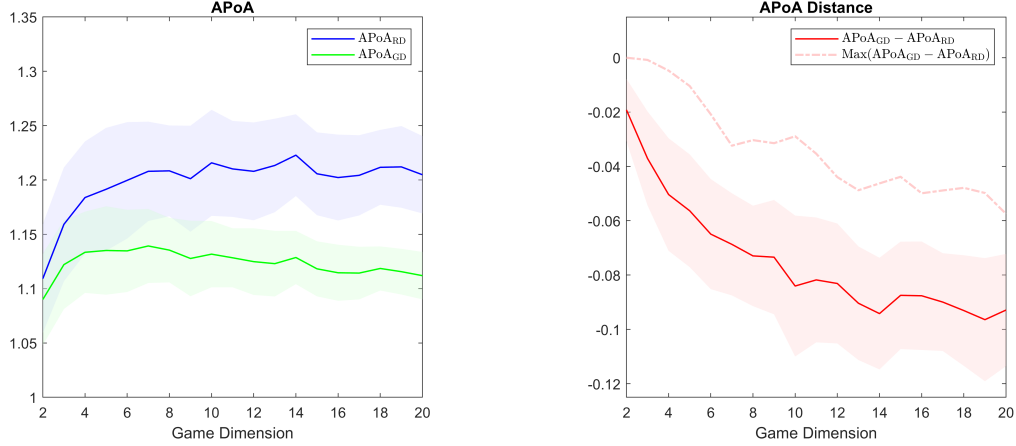 APoA
1.35
1.3
1.25
1.2
1.15
1.1
1.05
1
2 4 6 8 10 12 14 16 18 20
Game Dimension
APoA_RD
APoA_GD
APoA Distance
0
-0.02
-0.04
-0.06
-0.08
-0.1
-0.12
2 4 6 8 10 12 14 16 18 20
Game Dimension
APoA_GD − APoA_RD
Max(APoA_GD − APoA_RD)